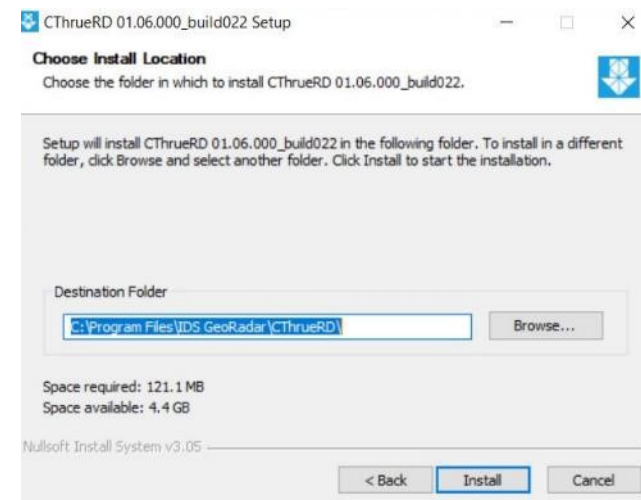 CThrueRD 01.06.000_build022 Setup
Choose Install Location
Choose the folder in which to install CThrueRD 01.06.000_build022.
Setup will install CThrueRD 01.06.000_build022 in the following folder. To install in a different
folder, click Browse and select another folder. Click Install to start the installation.
Destination Folder
C:\Program Files\IDS GeoRadar\CThrueRD\
Browse...
Space required: 121.1 MB
Space available: 4.4 GB
Nullsoft Install System v3.05
< Back Install Cancel